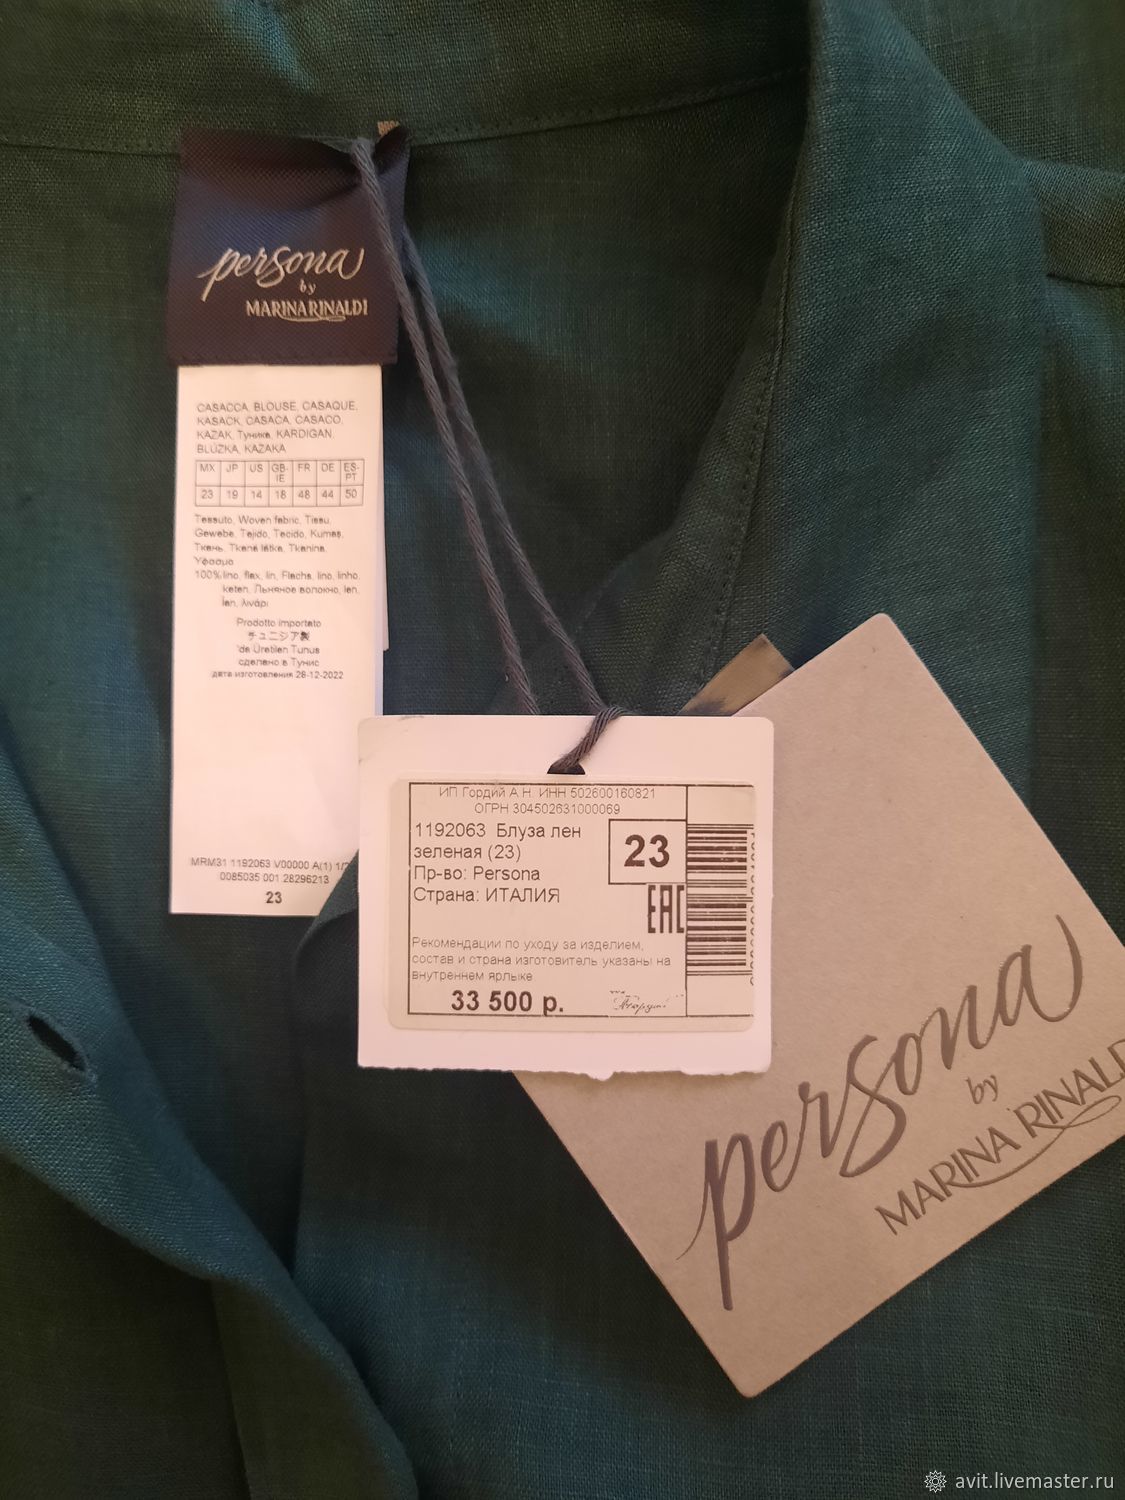 persona
by
MARINA RINALDI
CASACCA, BLOUSE, CASAQUE,
KASACK, CASACA, CASACO,
KAZAK, Туника, KARDIGAN
BLÚZKA, KAZAKA
MX JP US GB-IE FR DE ES-PT
23 19 14 18 48 44 50
Tessuto, Woven fabric, Tissu,
Gewebe, Tejido, Tecido, Kumaş,
Ткань, Tkaná látka, Tkanina
Ύφασμα
100% lino, flax, lin, Flachs, lino, linho,
keten, Льняное волокно, len,
len, λινάρι
Prodotto importato
チュニジア製
'de Üretilen Tunus
сделано в Тунис
дата изготовления 28-12-2022
MRM31 1192063 V00000 A(1) 1/
0085035 001 28296213
23
ИП Гордий А.Н. ИНН 502600160821
ОГРН 304502631000069
1192063 Блуза лен
зеленая (23)
Пр-во: Persona
Страна: ИТАЛИЯ
23
EAC
Рекомендации по уходу за изделием,
состав и страна изготовитель указаны на
внутреннем ярлыке
33 500 р.
persona
by
MARINA RINALD
avit.livemaster.ru